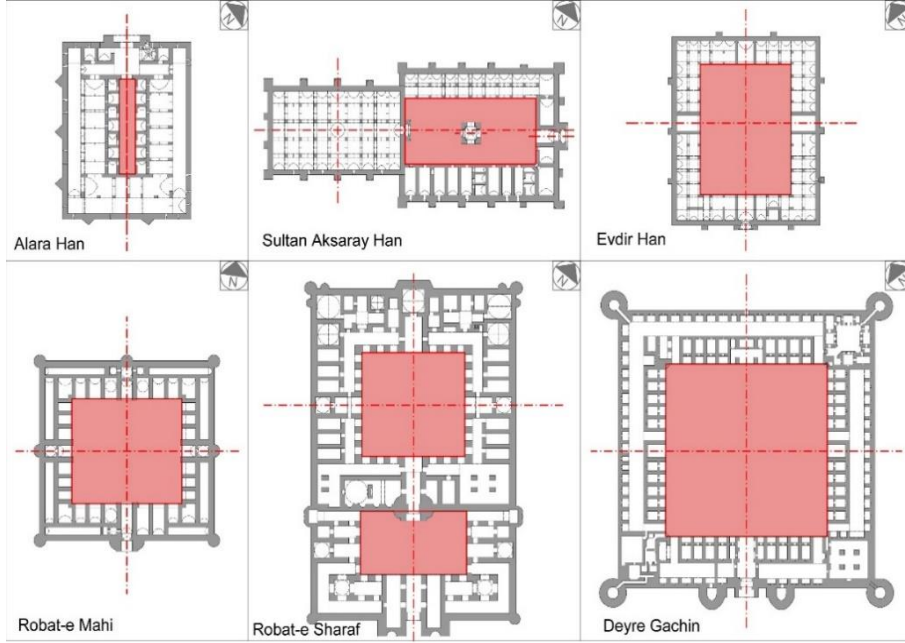 N
N
N
Alara Han
Sultan Aksaray Han
Evdir Han
N
N
N
Robat-e Mahi
Robat-e Sharaf
Deyre Gachin